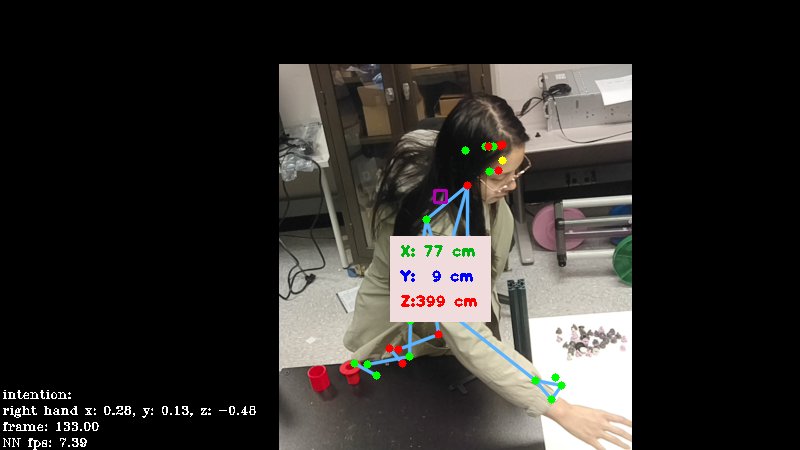 X: 77 cm
Y: 9 cm
Z:399 cm
intention:
right hand x: 0.28, y: 0.13, z: -0.48
frame: 133.00
NN fps: 7.39